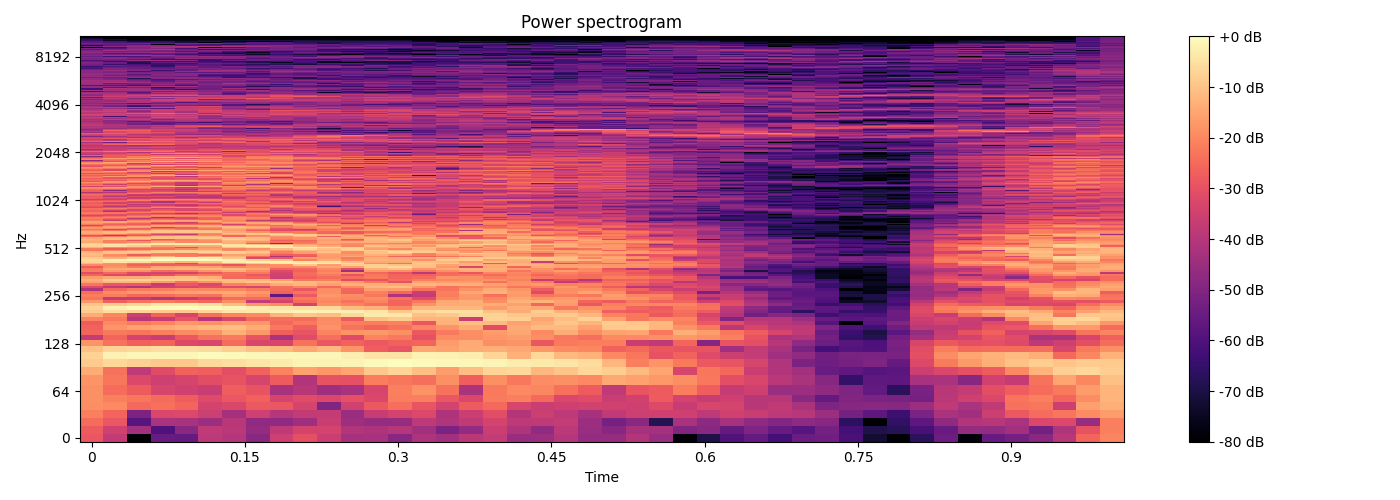 Power spectrogram
Hz
8192
4096
2048
1024
512
256
128
64
0
0 0.15 0.3 0.45 0.6 0.75 0.9
Time
+0 dB
-10 dB
-20 dB
-30 dB
-40 dB
-50 dB
-60 dB
-70 dB
-80 dB